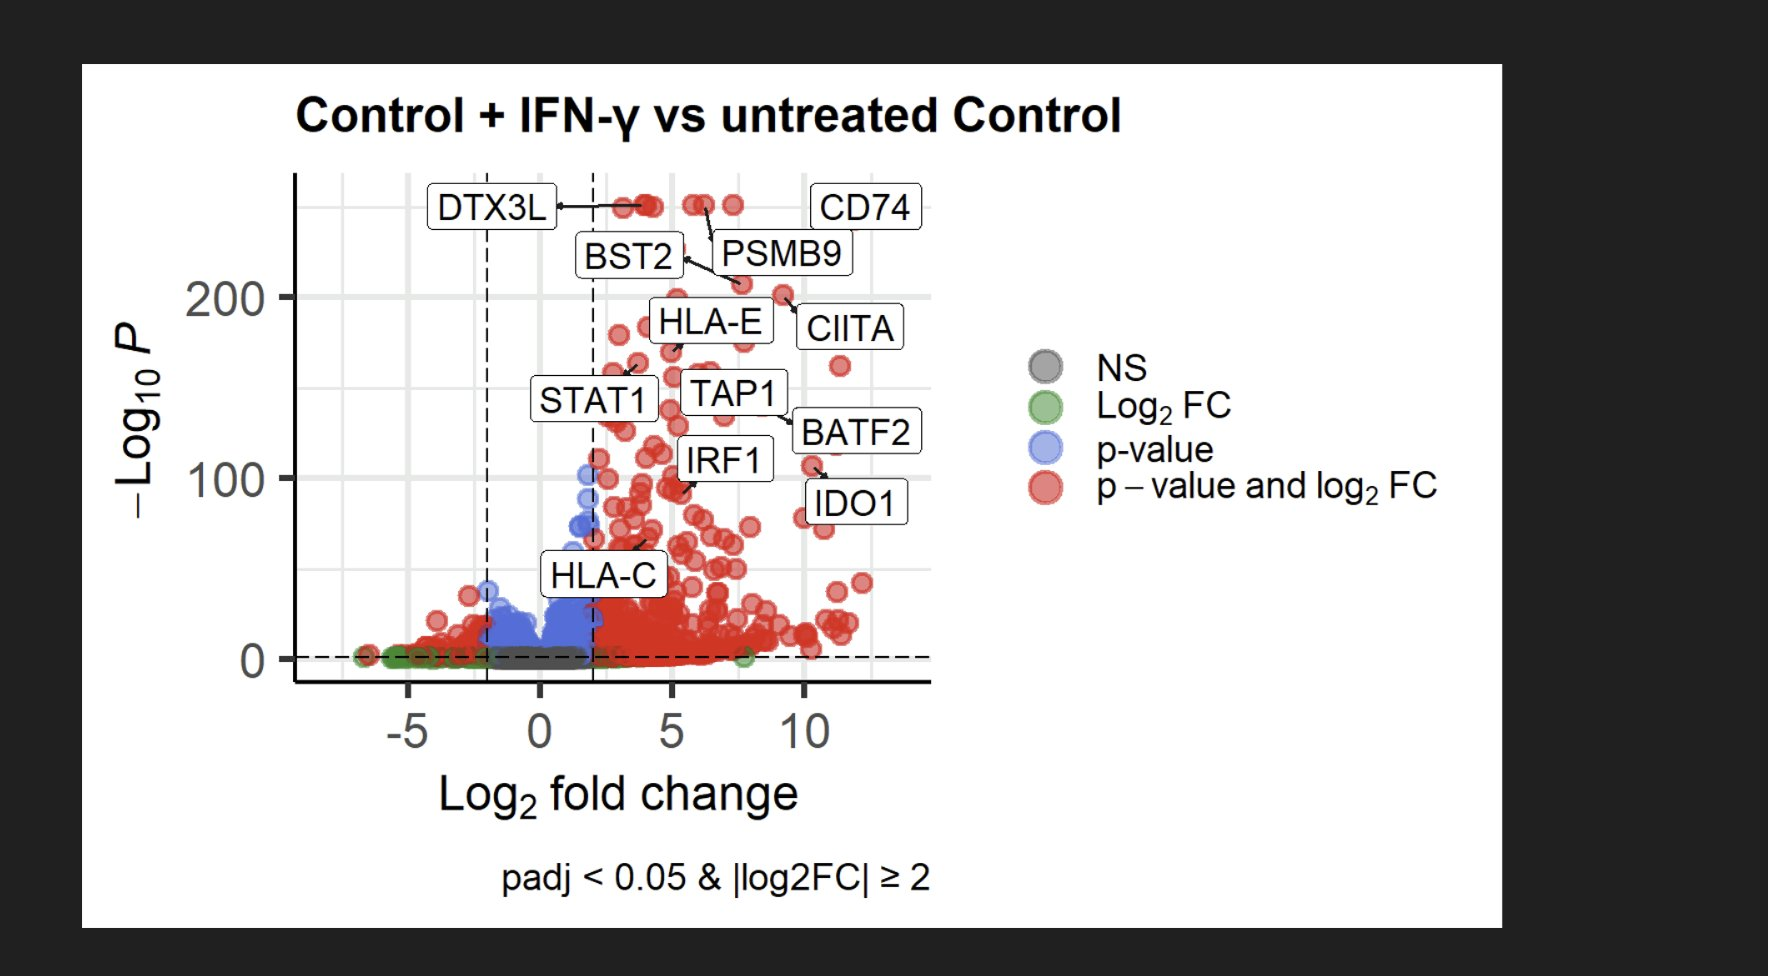 Control + IFN-γ vs untreated Control
DTX3L
CD74
BST2
PSMB9
HLA-E
CIITA
STAT1
TAP1
BATF2
IRF1
IDO1
HLA-C
−Log₁₀ P
200
100
0
-5
0
5
10
Log₂ fold change
NS
Log₂ FC
p-value
p – value and log₂ FC
padj < 0.05 & |log2FC| ≥ 2